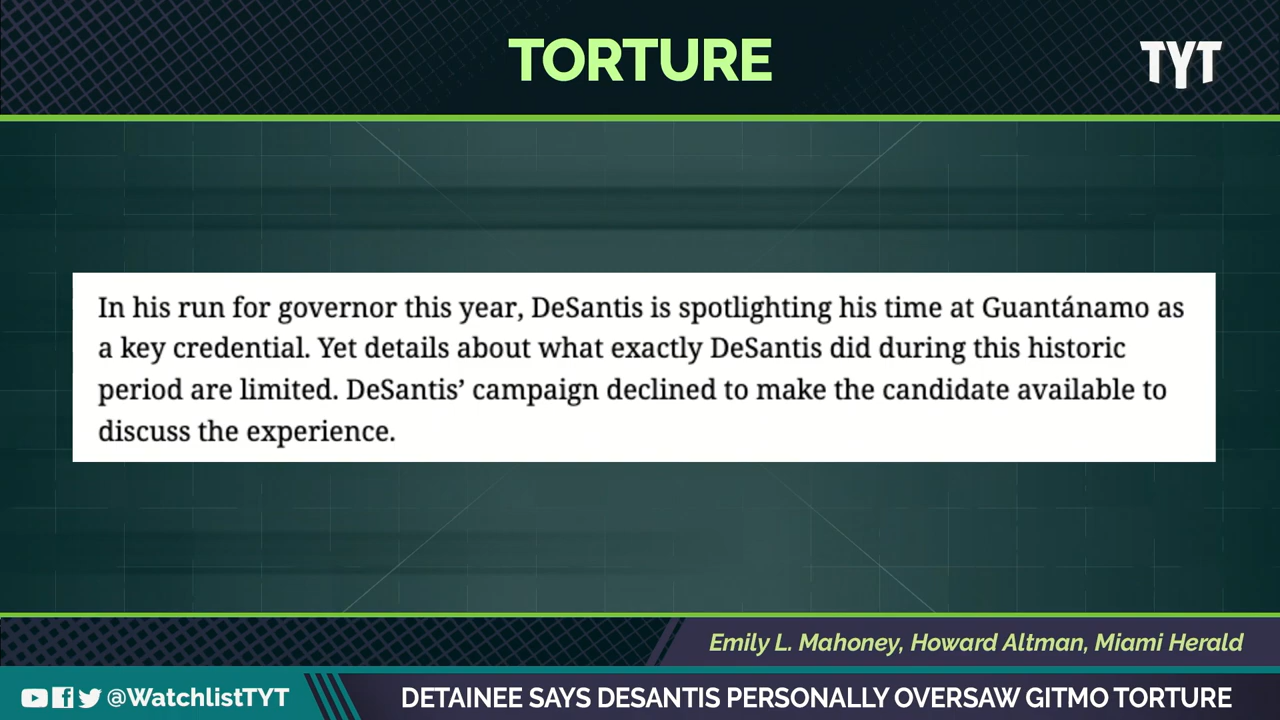 TORTURE
TYT
In his run for governor this year, DeSantis is spotlighting his time at Guantánamo as
a key credential. Yet details about what exactly DeSantis did during this historic
period are limited. DeSantis’ campaign declined to make the candidate available to
discuss the experience.
Emily L. Mahoney, Howard Altman, Miami Herald
@WatchlistTYT
DETAINEE SAYS DESANTIS PERSONALLY OVERSAW GITMO TORTURE